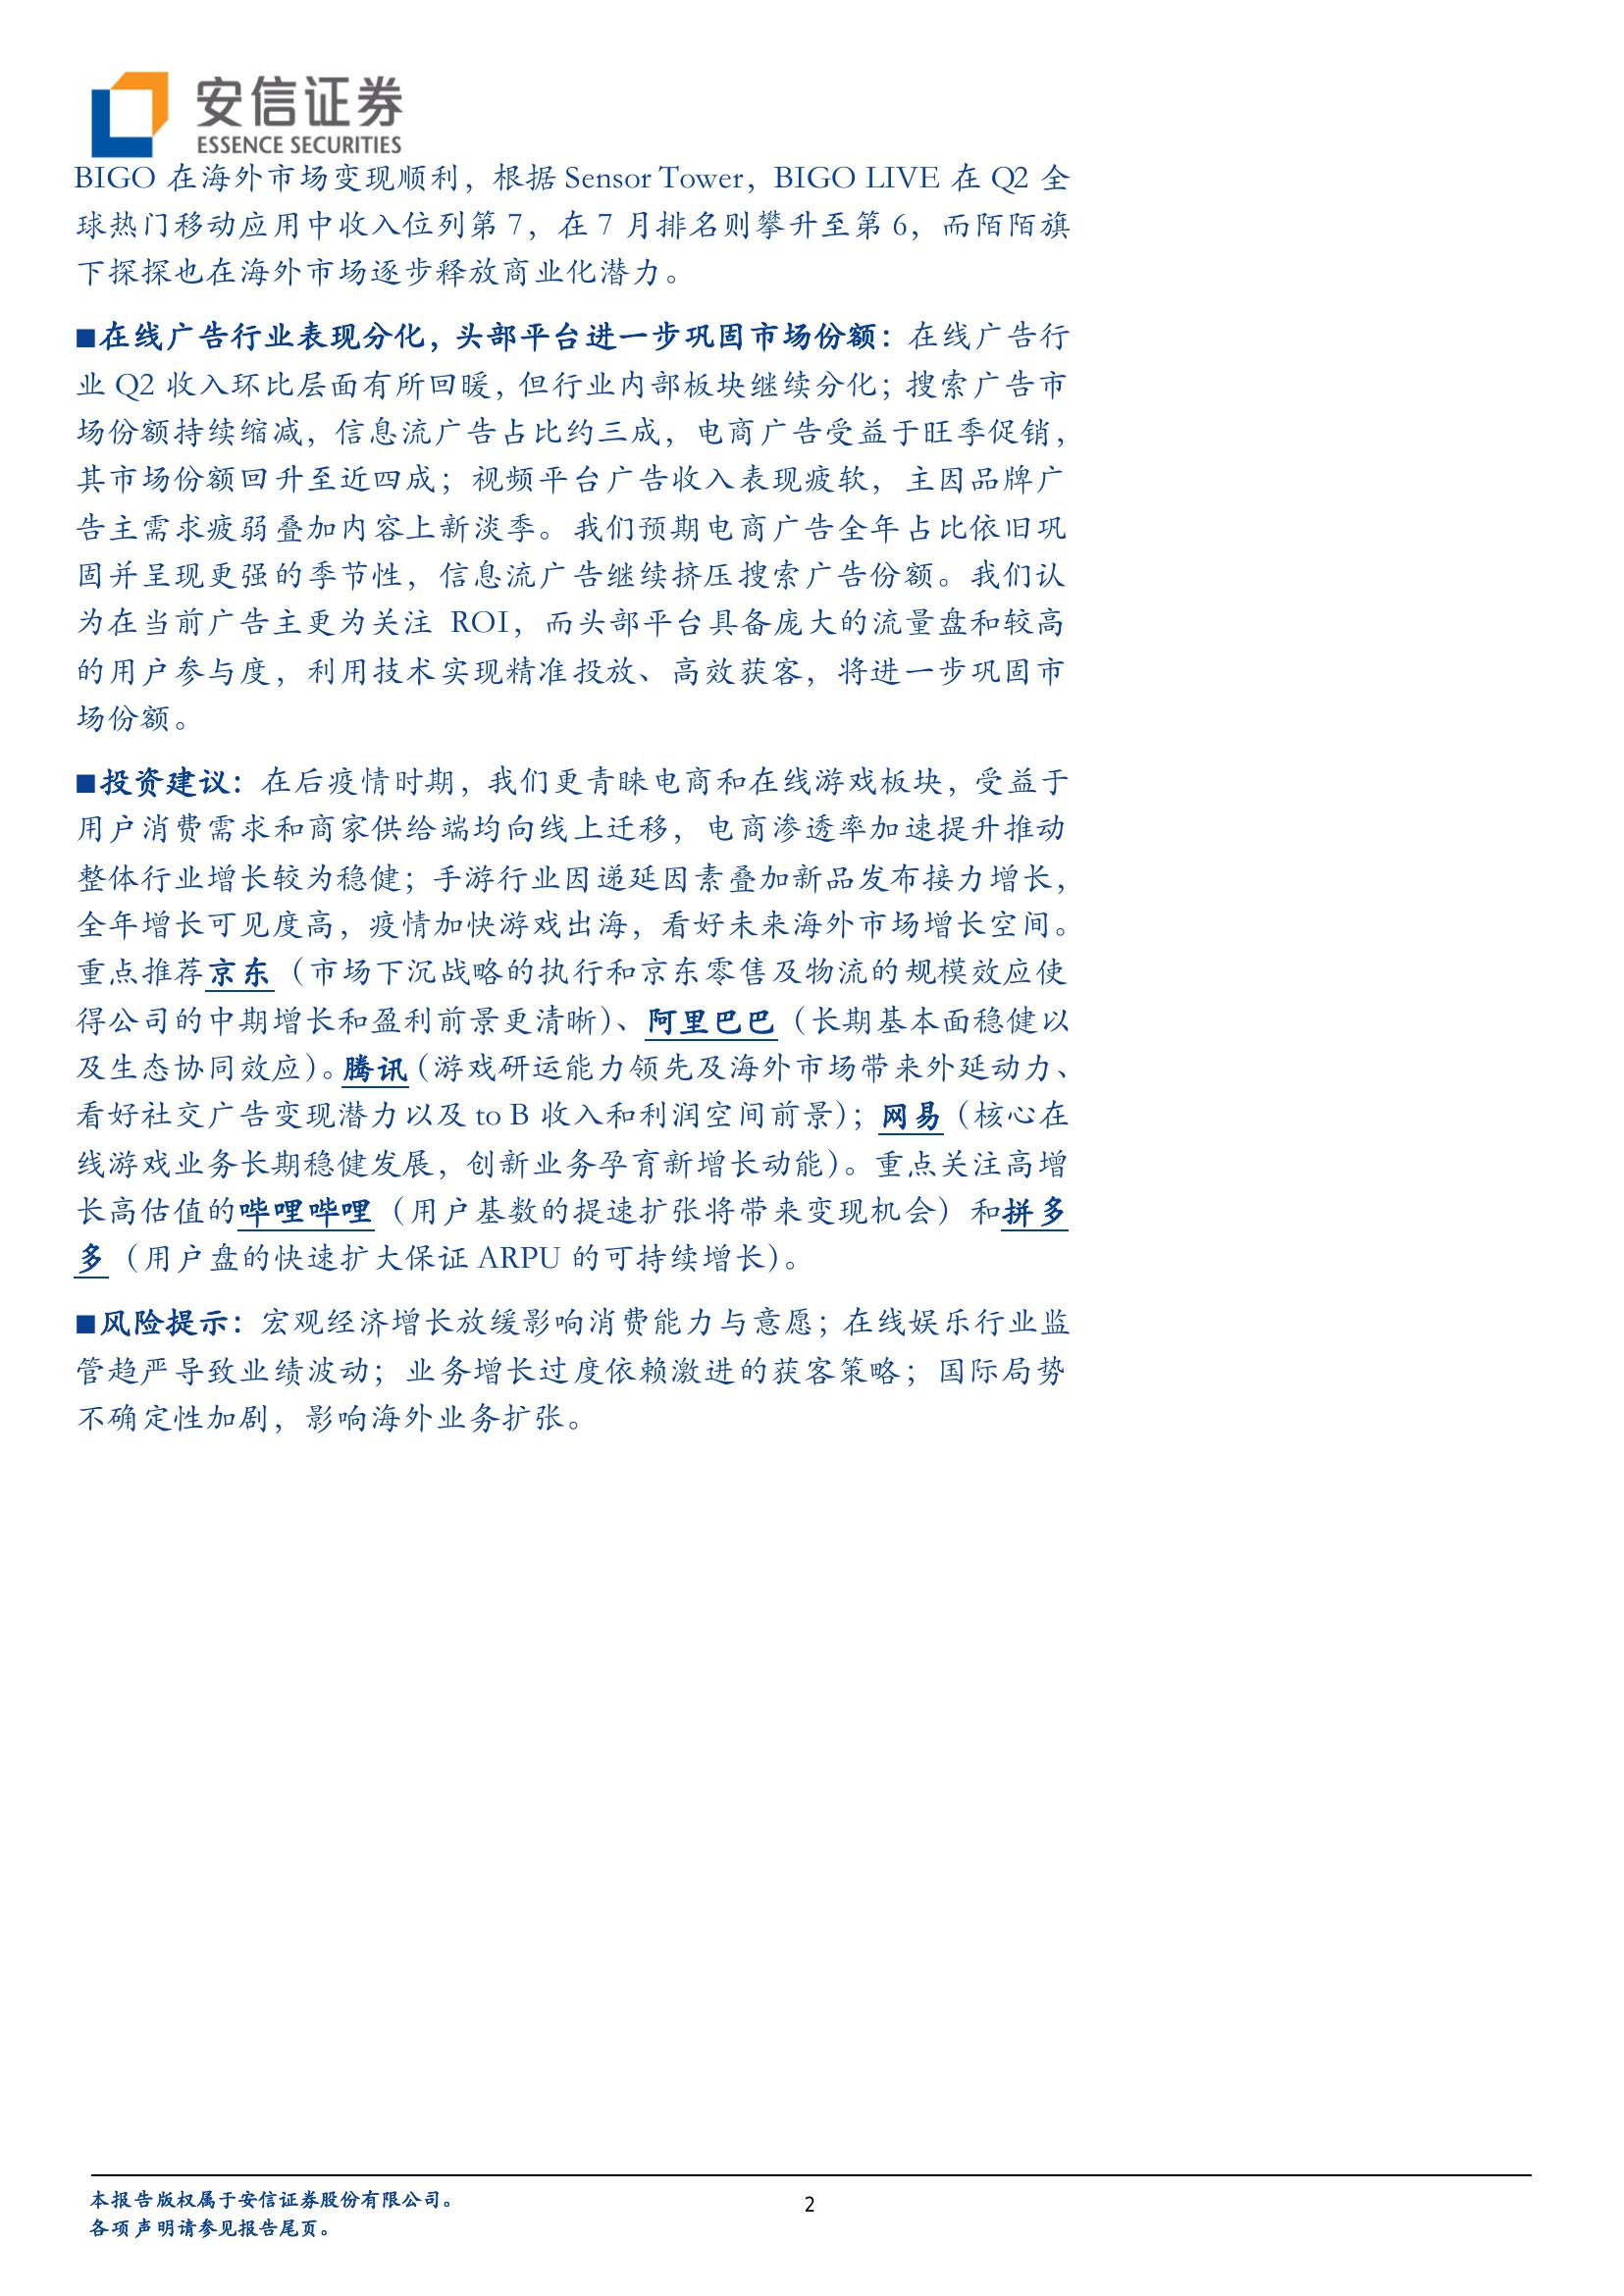 安信证券
ESSENCE SECURITIES
BIGO 在海外市场变现顺利，根据 Sensor Tower，BIGO LIVE 在 Q2 全
球热门移动应用中收入位列第 7，在 7 月排名则攀升至第 6，而陌陌旗
下探探也在海外市场逐步释放商业化潜力。
■在线广告行业表现分化，头部平台进一步巩固市场份额：在线广告行
业 Q2 收入环比层面有所回暖，但行业内部板块继续分化；搜索广告市
场份额持续缩减，信息流广告占比约三成，电商广告受益于旺季促销，
其市场份额回升至近四成；视频平台广告收入表现疲软，主因品牌广
告主需求疲弱叠加内容上新淡季。我们预期电商广告全年占比依旧巩
固并呈现更强的季节性，信息流广告继续挤压搜索广告份额。我们认
为在当前广告主更为关注 ROI，而头部平台具备庞大的流量盘和较高
的用户参与度，利用技术实现精准投放、高效获客，将进一步巩固市
场份额。
■投资建议：在后疫情时期，我们更青睐电商和在线游戏板块，受益于
用户消费需求和商家供给端均向线上迁移，电商渗透率加速提升推动
整体行业增长较为稳健；手游行业因递延因素叠加新品发布接力增长，
全年增长可见度高，疫情加快游戏出海，看好未来海外市场增长空间。
重点推荐京东（市场下沉战略的执行和京东零售及物流的规模效应使
得公司的中期增长和盈利前景更清晰）、阿里巴巴（长期基本面稳健以
及生态协同效应）。腾讯（游戏研运能力领先及海外市场带来外延动力、
看好社交广告变现潜力以及 to B 收入和利润空间前景）；网易（核心在
线游戏业务长期稳健发展，创新业务孕育新增长动能）。重点关注高增
长高估值的哔哩哔哩（用户基数的提速扩张将带来变现机会）和拼多
多（用户盘的快速扩大保证 ARPU 的可持续增长）。
■风险提示：宏观经济增长放缓影响消费能力与意愿；在线娱乐行业监
管趋严导致业绩波动；业务增长过度依赖激进的获客策略；国际局势
不确定性加剧，影响海外业务扩张。
本报告版权属于安信证券股份有限公司。
各项声明请参见报告尾页。
2